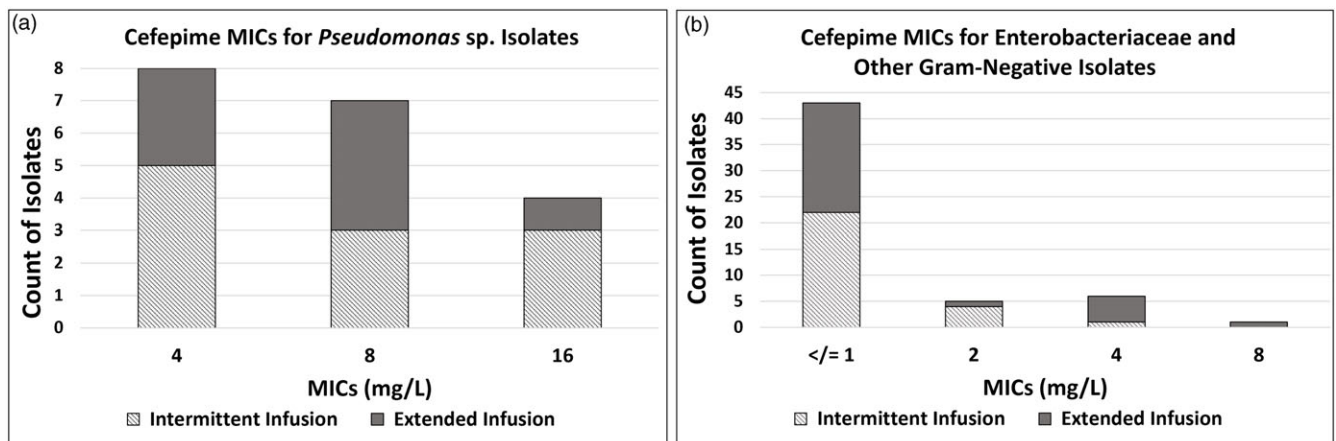 (a)
Cefepime MICs for Pseudomonas sp. Isolates
Count of Isolates
8
7
6
5
4
3
2
1
0
4 8 16
MICs (mg/L)
Intermittent Infusion Extended Infusion
(b)
Cefepime MICs for Enterobacteriaceae and
Other Gram-Negative Isolates
Count of Isolates
45
40
35
30
25
20
15
10
5
0
</= 1 2 4 8
MICs (mg/L)
Intermittent Infusion Extended Infusion